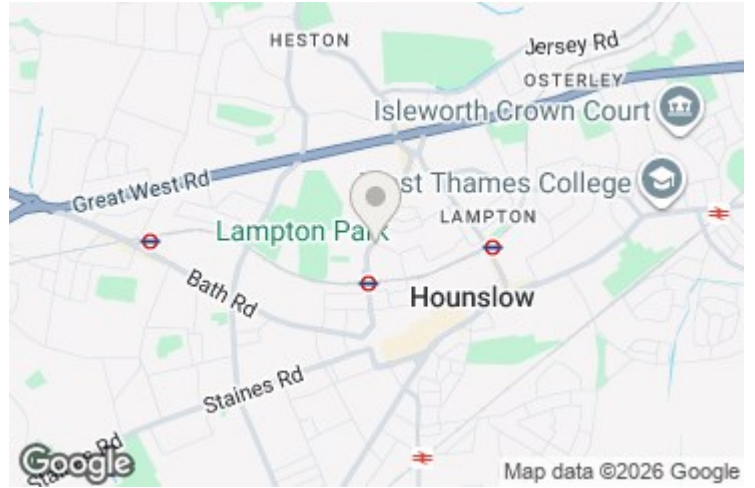 HESTON
Jersey Rd
OSTERLEY
Isleworth Crown Court
Great West Rd
Thames College
LAMPTON
Lampton Park
Bath Rd
Hounslow
Staines Rd
Rd
Google
Map data ©2026 Google